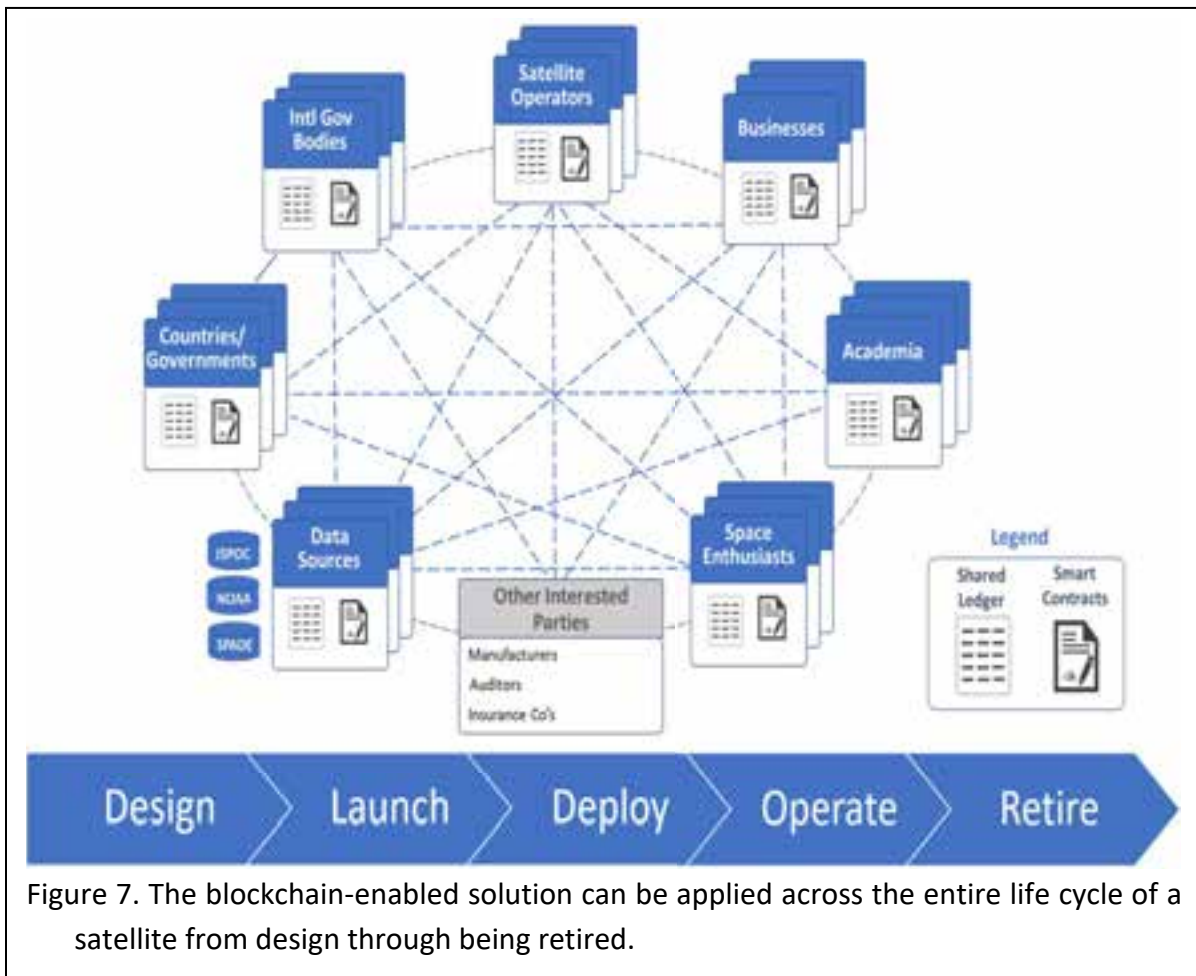 Satellite
Operators
Intl Gov
Bodies
Businesses
Countries/
Governments
Academia
Data
Sources
Space
Enthusiasts
ISPOC
NOAA
SPADE
Other Interested
Parties
Manufacturers
Auditors
Insurance Co's
Legend
Shared
Ledger
Smart
Contracts
Design
Launch
Deploy
Operate
Retire
Figure 7. The blockchain-enabled solution can be applied across the entire life cycle of a
satellite from design through being retired.